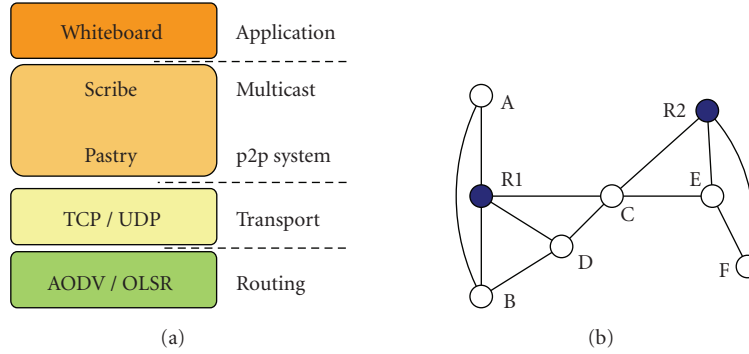 Whiteboard Application
Scribe Multicast
Pastry p2p system
TCP / UDP Transport
AODV / OLSR Routing
(a)
A
R2
R1
E
C
D
F
B
(b)